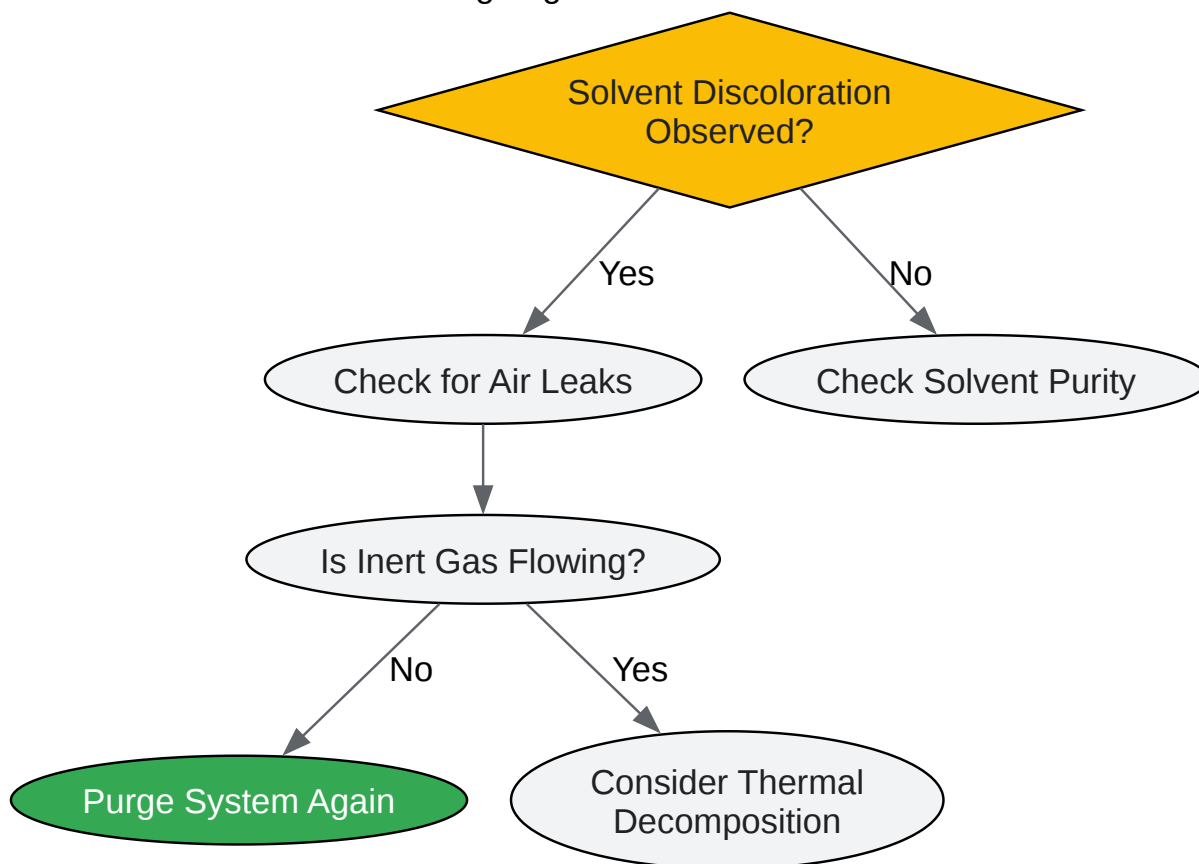 Solvent Discoloration
Observed?
Yes
No
Check for Air Leaks
Check Solvent Purity
Is Inert Gas Flowing?
No
Yes
Purge System Again
Consider Thermal
Decomposition